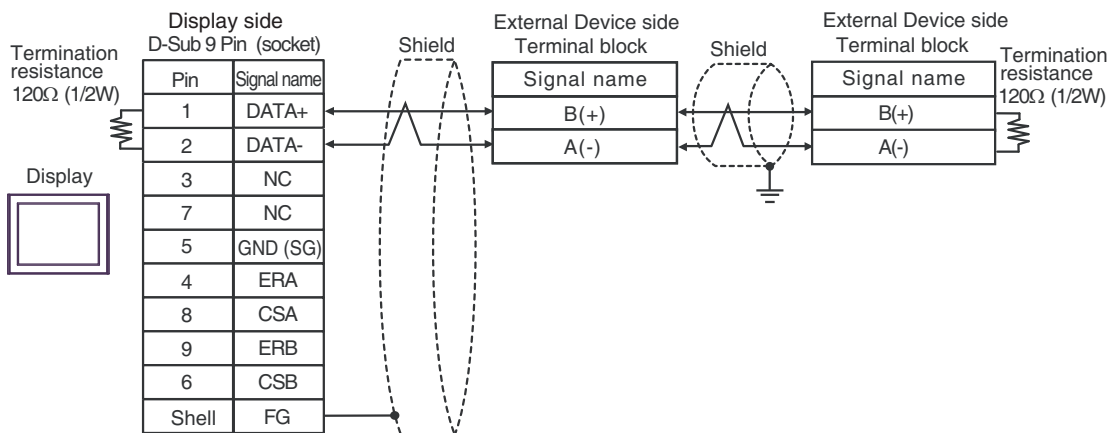 Display side
D-Sub 9 Pin (socket)
Termination
resistance
120Ω (1/2W)
Pin Signal name
1 DATA+
2 DATA-
3 NC
7 NC
5 GND (SG)
4 ERA
8 CSA
9 ERB
6 CSB
Shell FG
Display
Shield
External Device side
Terminal block
Signal name
B(+)
A(-)
Shield
External Device side
Terminal block
Signal name
B(+)
A(-)
Termination
resistance
120Ω (1/2W)